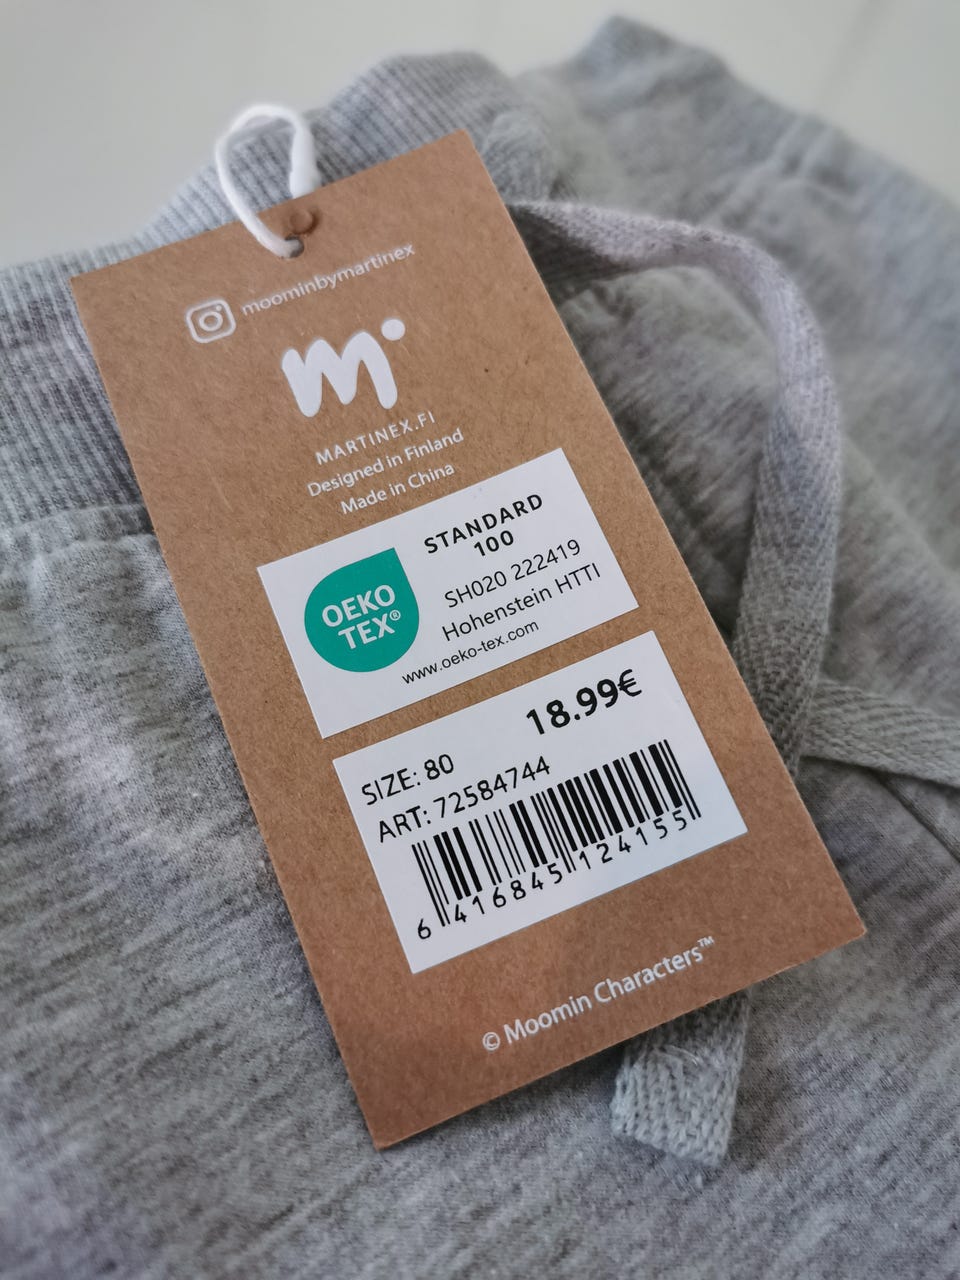 moominbymartinex
m
MARTINEX.FI
Designed in Finland
Made in China
OEKO
TEX®
STANDARD
100
SH020 222419
Hohenstein HTTI
www.oeko-tex.com
18.99€
SIZE: 80
ART: 72584744
6 416845 124155
© Moomin Characters™